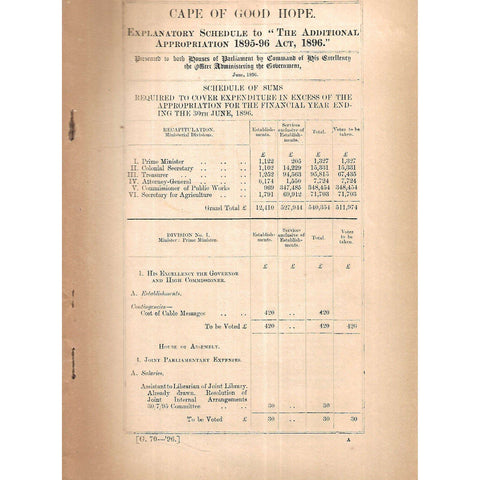 CAPE OF GOOD HOPE.
EXPLANATORY SCHEDULE TO "THE ADDITIONAL
APPROPRIATION 1895-96 ACT, 1896."
Presented to both Houses of Parliament by Command of His Excellency
the Officer Administering the Government,
June, 1896.
SCHEDULE OF SUMS
REQUIRED TO COVER EXPENDITURE IN EXCESS OF THE
APPROPRIATION FOR THE FINANCIAL YEAR END-
ING THE 30TH JUNE, 1896.
RECAPITULATION. Ministerial Divisions. Establish-ments. Services exclusive of Establish-ments. Total. Votes to be taken.
£ £ £ £
I. Prime Minister .. .. .. 1,122 205 1,327 1,327
II. Colonial Secretary .. .. .. 1,102 14,229 15,331 15,331
III. Treasurer .. .. .. 1,252 94,563 95,815 67,435
IV. Attorney-General .. .. .. 6,174 1,550 7,724 7,724
V. Commissioner of Public Works .. .. 969 347,485 348,454 348,454
VI. Secretary for Agriculture .. .. 1,791 69,912 71,703 71,703
Grand Total £ 12,410 527,944 540,354 511,974
DIVISION No. I. Minister: Prime Minister. Establish-ments. Services exclusive of Establish-ments. Total. Votes to be taken.
£ £ £
1. HIS EXCELLENCY THE GOVERNOR
AND HIGH COMMISSIONER.
A. Establishments.
Contingencies—
Cost of Cable Messages .. .. 420 .. 420
To be Voted £ 420 .. 420 420
HOUSE OF ASSEMBLY.
4. JOINT PARLIAMENTARY EXPENSES.
A. Salaries.
Assistant to Librarian of Joint Library.
Already drawn. Resolution of
Joint Internal Arrangements
30/7/95 Committee .. .. 30 .. 30
To be Voted £ 30 .. 30 30
[G. 70—'96.] A